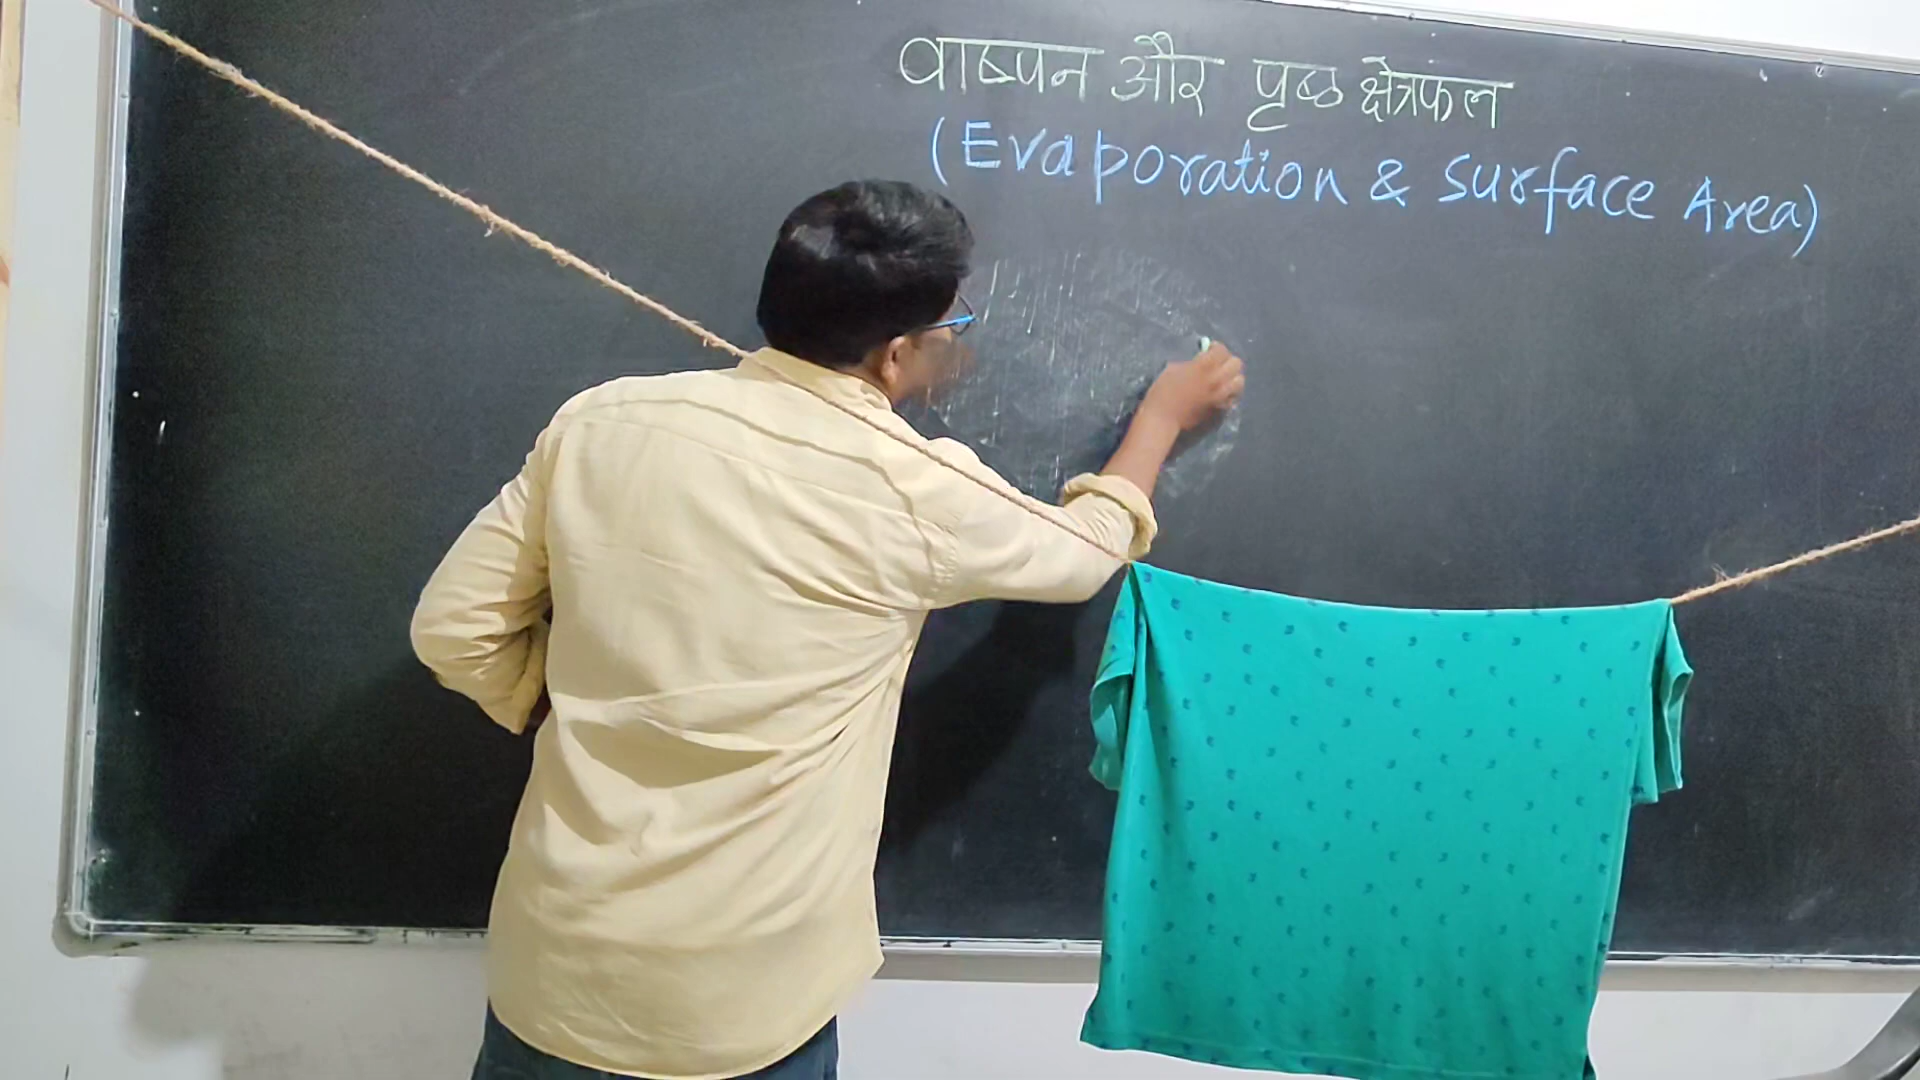 वाष्पन और पृष्ठ क्षेत्रफल
(Evaporation & Surface Area)